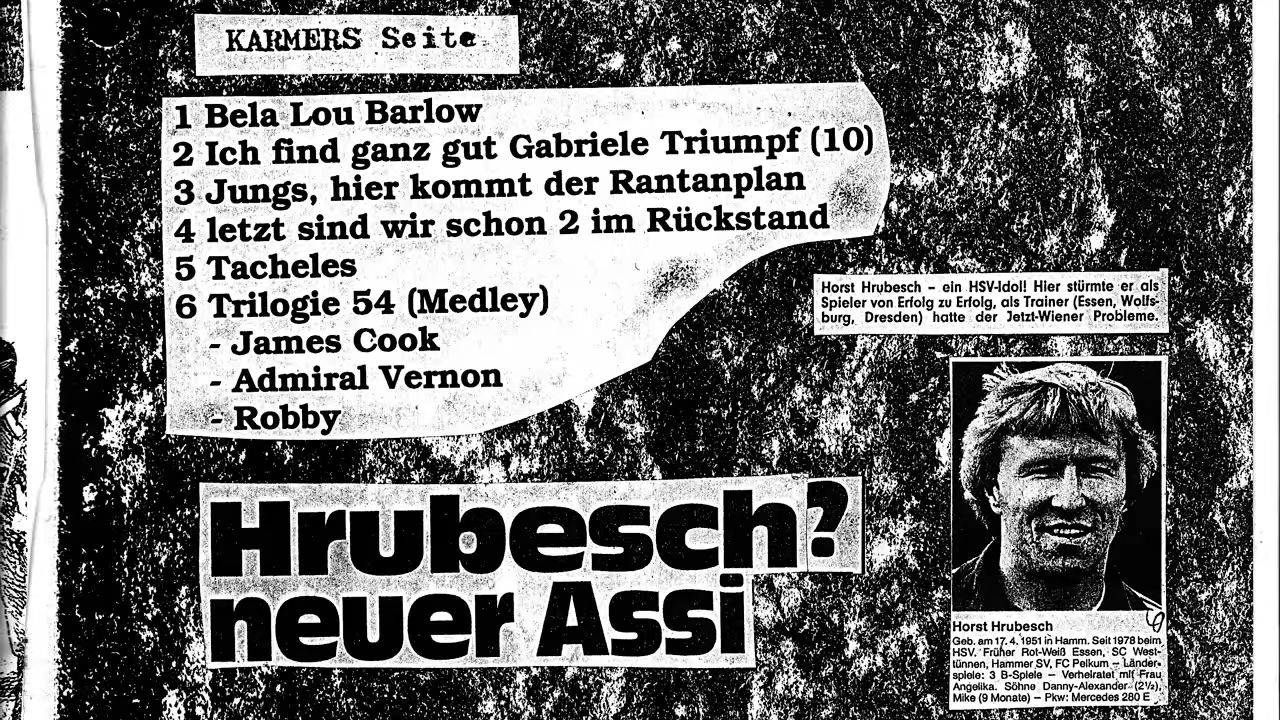 KARMERS Seite
1 Bela Lou Barlow
2 Ich find ganz gut Gabriele Triumpf (10)
3 Jungs, hier kommt der Rantanplan
4 letzt sind wir schon 2 im Rückstand
5 Tacheles
6 Trilogie 54 (Medley)
- James Cook
- Admiral Vernon
- Robby
Horst Hrubesch – ein HSV-Idol! Hier stürmte er als
Spieler von Erfolg zu Erfolg, als Trainer (Essen, Wolfs-
burg, Dresden) hatte der Jetzt-Wiener Probleme.
Hrubesch?
neuer Assi
Horst Hrubesch
Geb. am 17. 4. 1951 in Hamm. Seit 1978 beim
HSV. Früher Rot-Weiß Essen, SC West-
tünnen, Hammer SV, FC Pelkum – Länder-
spiele: 3 B-Spiele – Verheiratet mit Frau
Angelika. Söhne Danny-Alexander (2½),
Mike (9 Monate) – Pkw: Mercedes 280 E